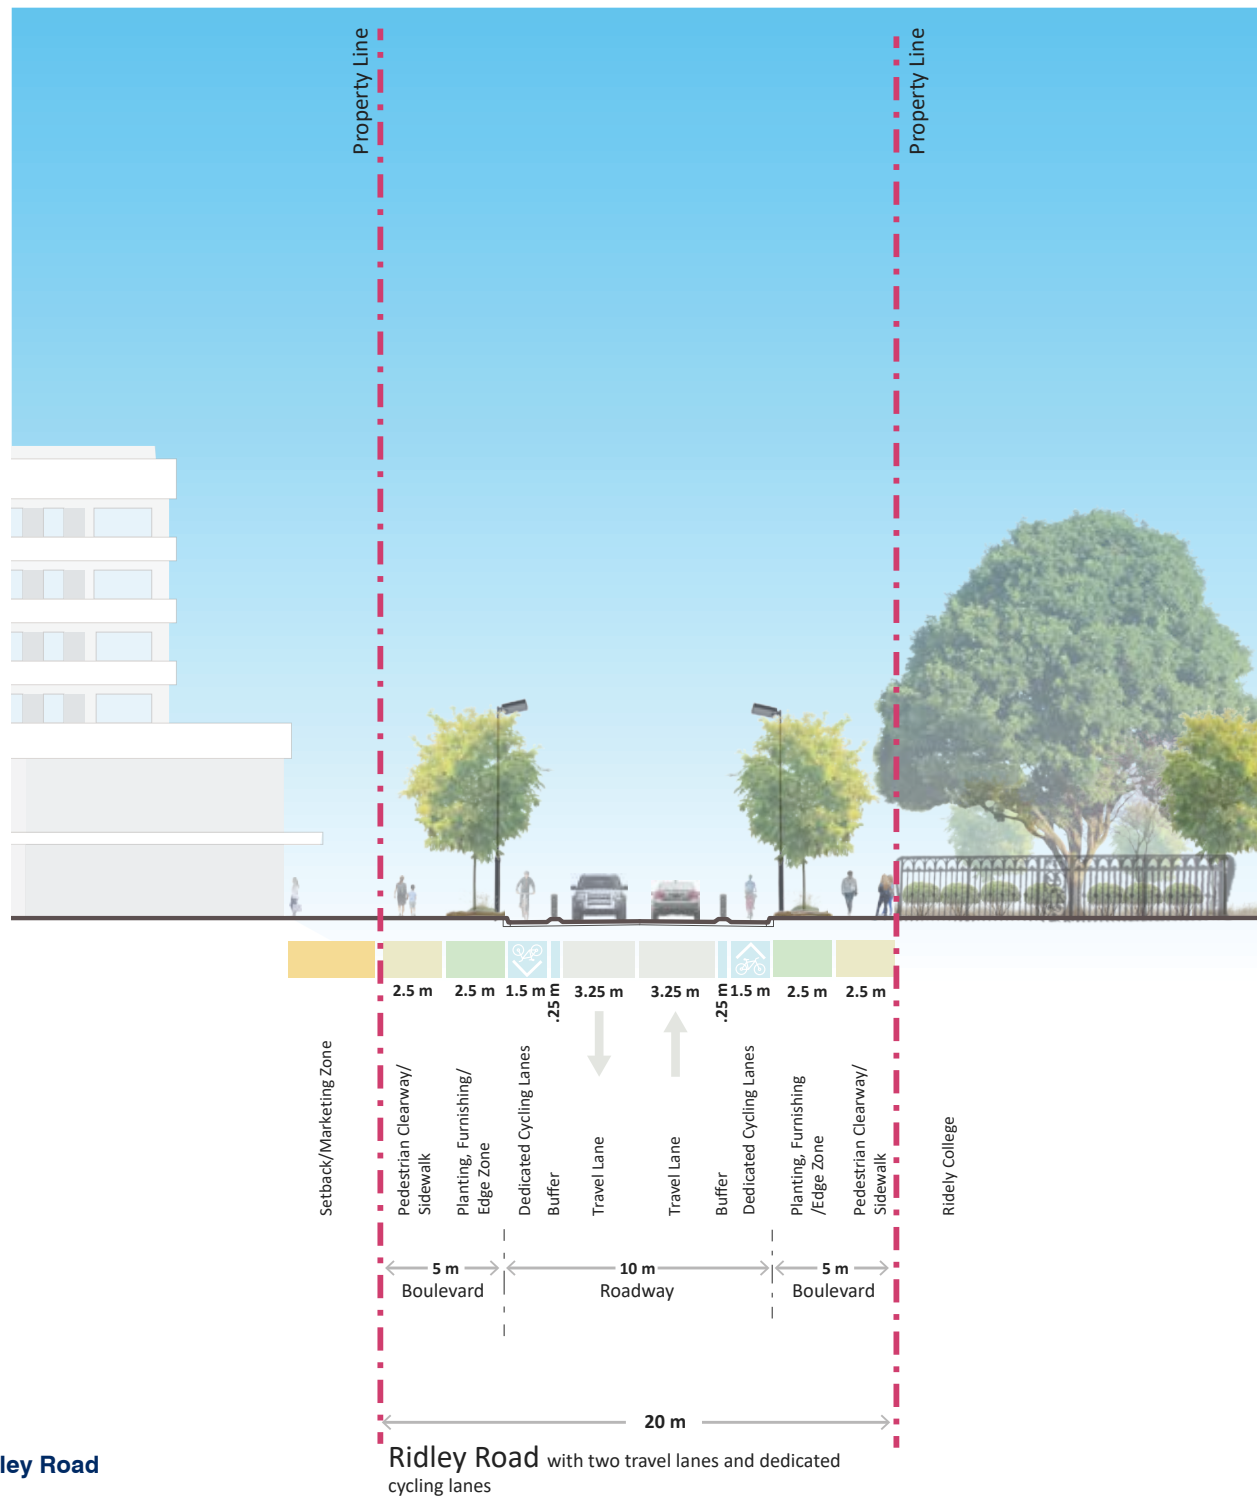 Property Line
Property Line
2.5 m
2.5 m
1.5 m
.25 m
3.25 m
3.25 m
.25 m
1.5 m
2.5 m
2.5 m
Setback/Marketing Zone
Pedestrian Clearway/
Sidewalk
Planting, Furnishing/
Edge Zone
Dedicated Cycling Lanes
Buffer
Travel Lane
Travel Lane
Buffer
Dedicated Cycling Lanes
Planting, Furnishing
/Edge Zone
Pedestrian Clearway/
Sidewalk
Ridely College
5 m
Boulevard
10 m
Roadway
5 m
Boulevard
20 m
Ridley Road with two travel lanes and dedicated
cycling lanes
ley Road